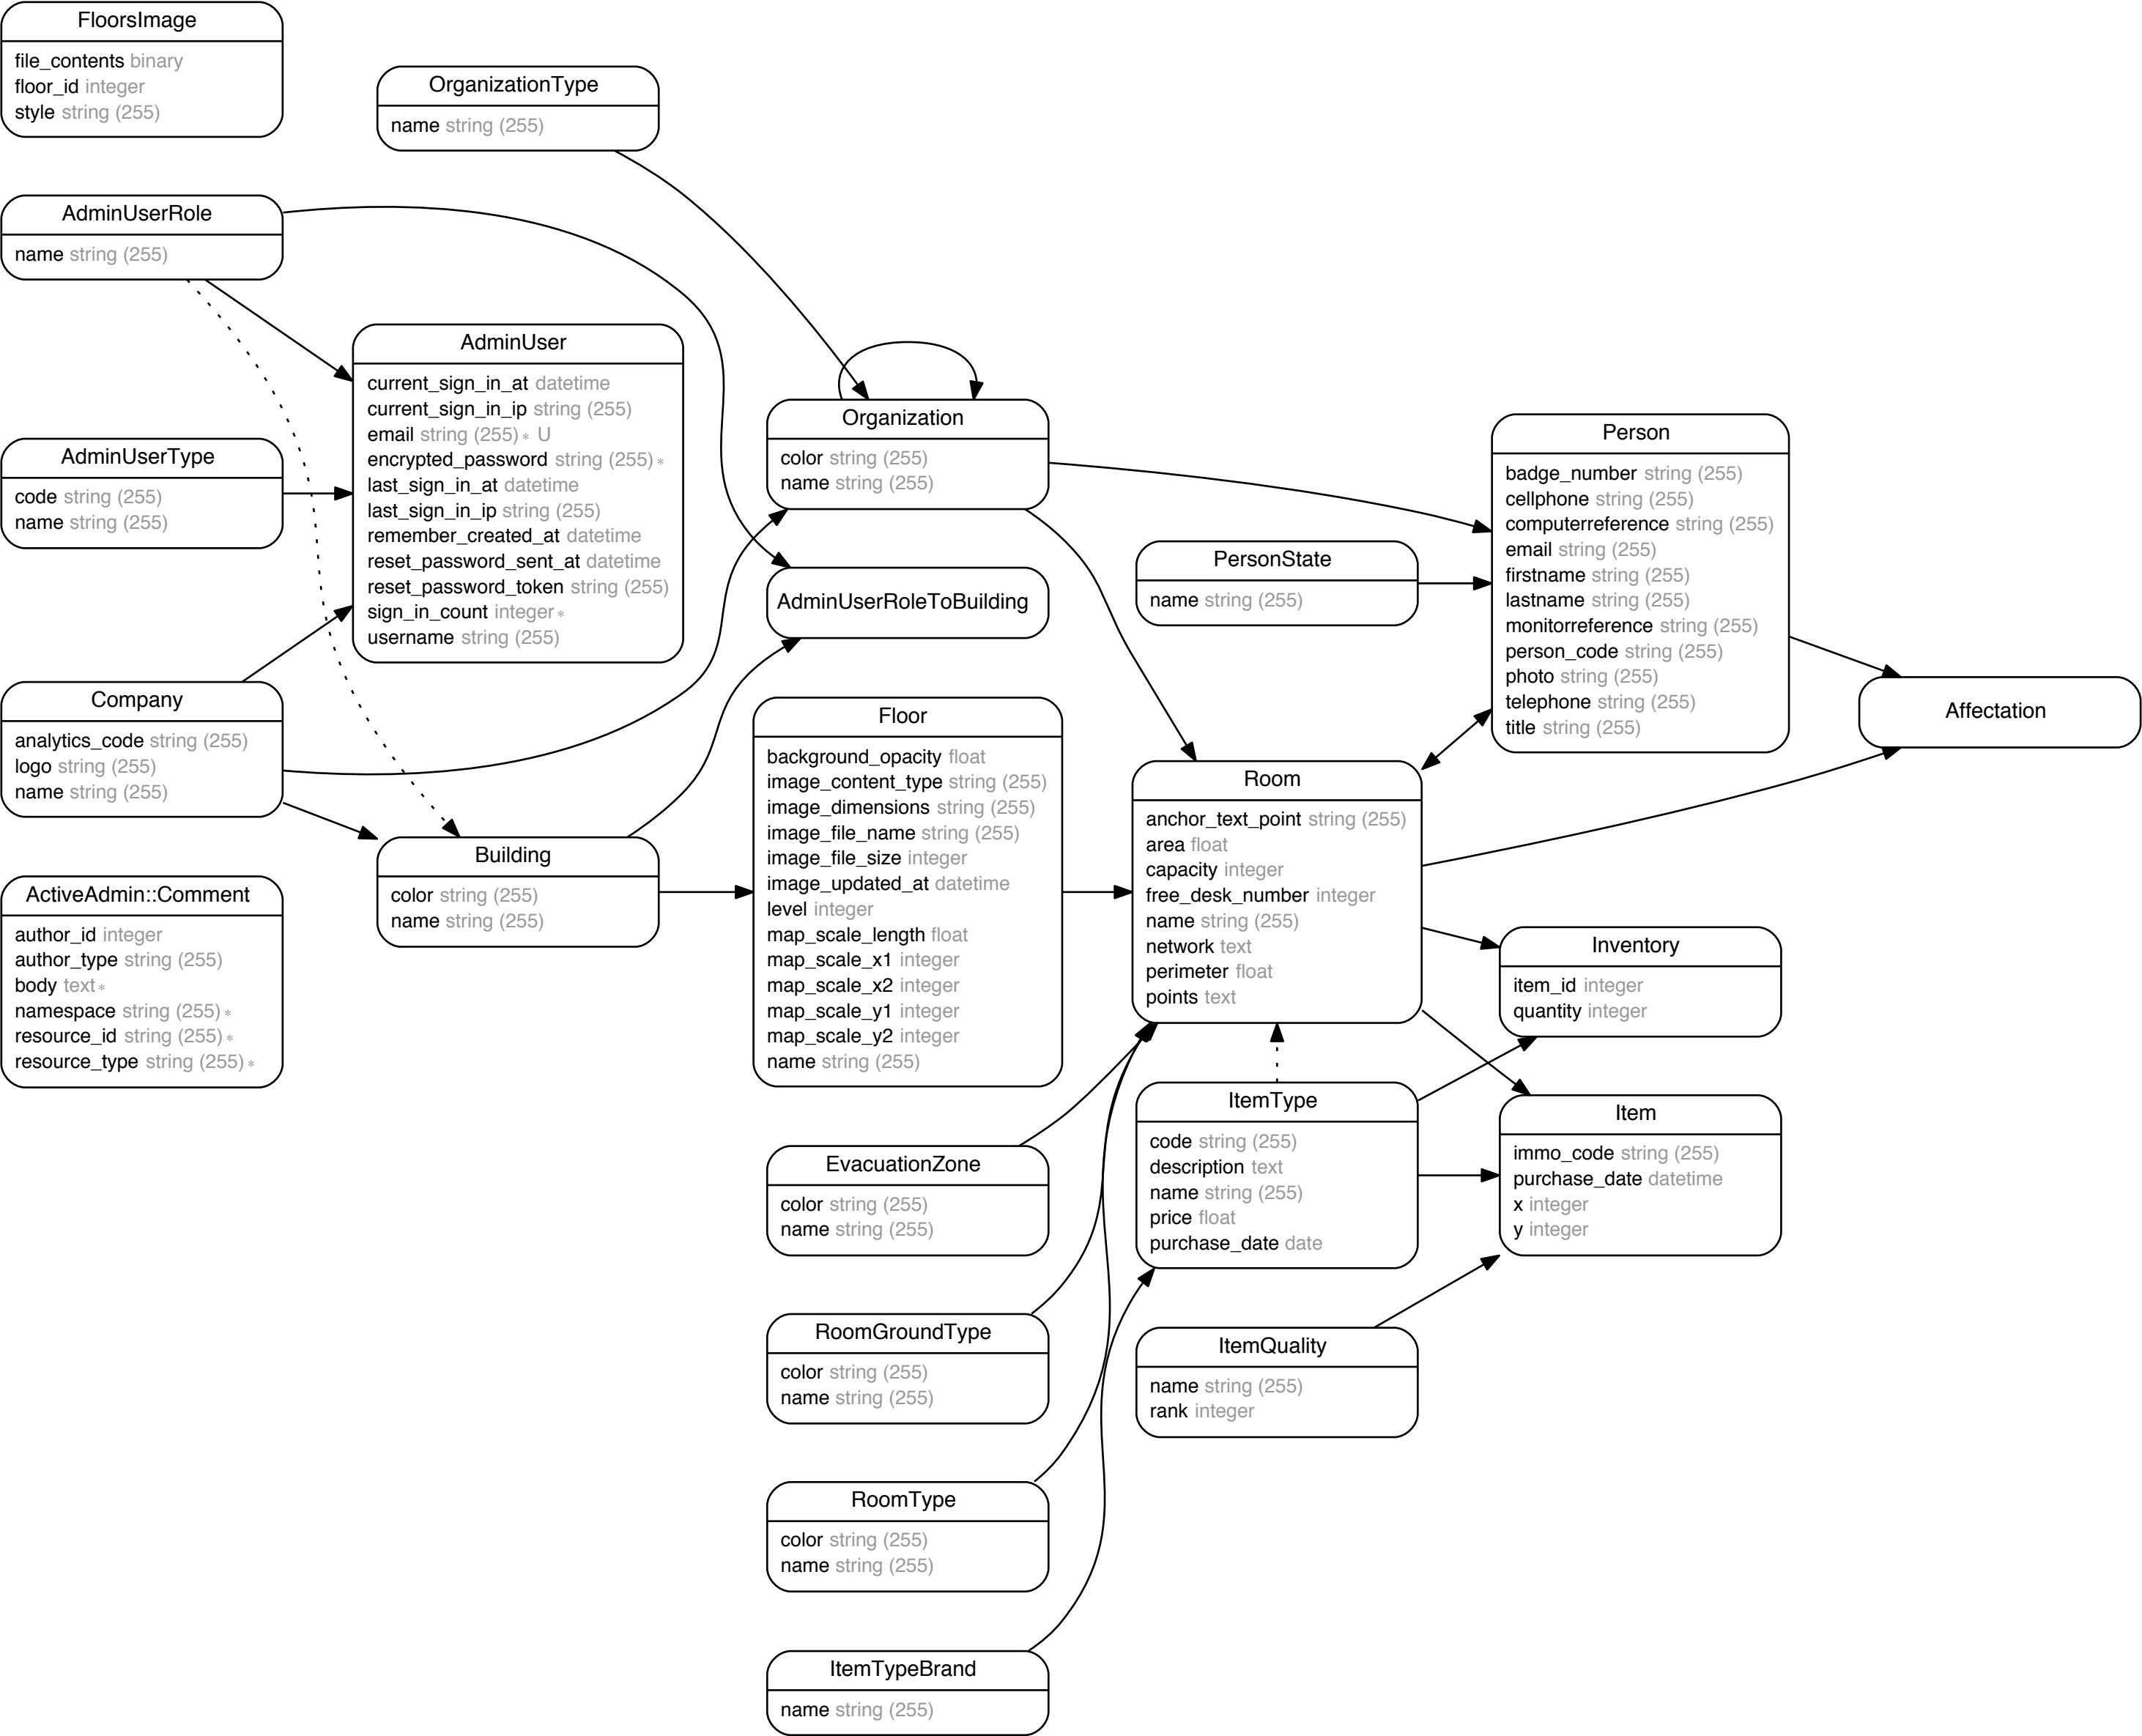 FloorsImage
file_contents binary
floor_id integer
style string (255)
OrganizationType
name string (255)
AdminUserRole
name string (255)
AdminUser
current_sign_in_at datetime
current_sign_in_ip string (255)
email string (255) ∗ U
encrypted_password string (255) ∗
last_sign_in_at datetime
last_sign_in_ip string (255)
remember_created_at datetime
reset_password_sent_at datetime
reset_password_token string (255)
sign_in_count integer ∗
username string (255)
AdminUserType
code string (255)
name string (255)
Company
analytics_code string (255)
logo string (255)
name string (255)
ActiveAdmin::Comment
author_id integer
author_type string (255)
body text ∗
namespace string (255) ∗
resource_id string (255) ∗
resource_type string (255) ∗
Building
color string (255)
name string (255)
Organization
color string (255)
name string (255)
AdminUserRoleToBuilding
Floor
background_opacity float
image_content_type string (255)
image_dimensions string (255)
image_file_name string (255)
image_file_size integer
image_updated_at datetime
level integer
map_scale_length float
map_scale_x1 integer
map_scale_x2 integer
map_scale_y1 integer
map_scale_y2 integer
name string (255)
EvacuationZone
color string (255)
name string (255)
RoomGroundType
color string (255)
name string (255)
RoomType
color string (255)
name string (255)
ItemTypeBrand
name string (255)
PersonState
name string (255)
Room
anchor_text_point string (255)
area float
capacity integer
free_desk_number integer
name string (255)
network text
perimeter float
points text
ItemType
code string (255)
description text
name string (255)
price float
purchase_date date
ItemQuality
name string (255)
rank integer
Person
badge_number string (255)
cellphone string (255)
computerreference string (255)
email string (255)
firstname string (255)
lastname string (255)
monitorreference string (255)
person_code string (255)
photo string (255)
telephone string (255)
title string (255)
Inventory
item_id integer
quantity integer
Item
immo_code string (255)
purchase_date datetime
x integer
y integer
Affectation